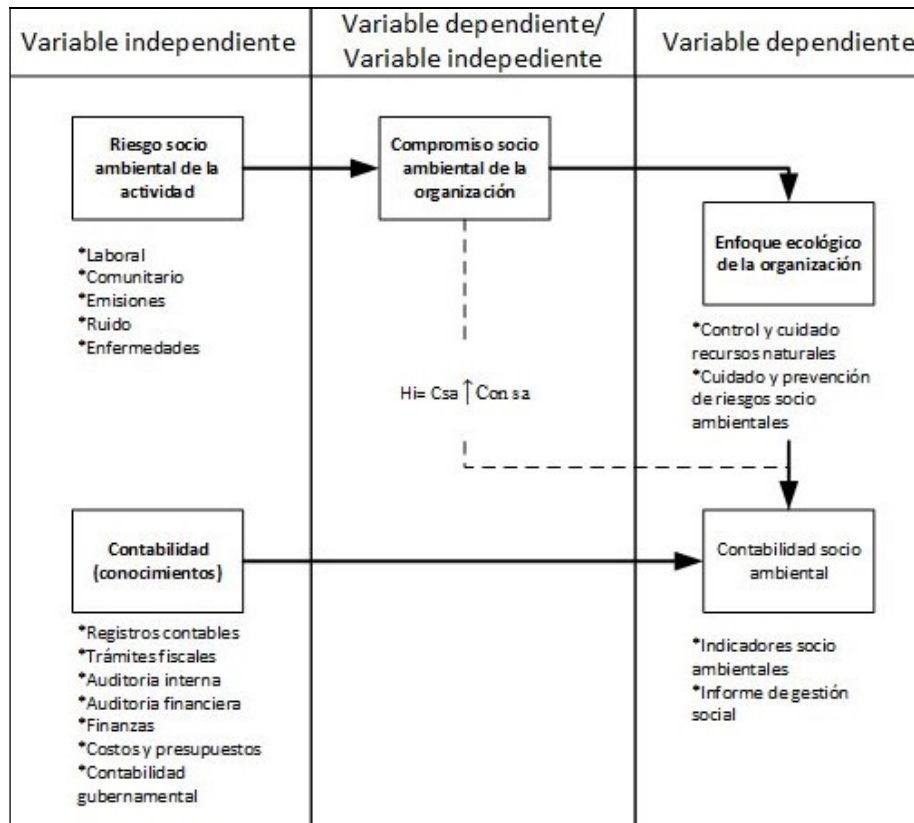 Variable independiente
Variable dependiente/
Variable indepediente
Variable dependiente
Riesgo socio
ambiental de la
actividad
*Laboral
*Comunitario
*Emisiones
*Ruido
*Enfermedades
Compromiso socio
ambiental de la
organización
Enfoque ecológico
de la organización
*Control y cuidado
recursos naturales
*Cuidado y prevención
de riesgos socio
ambientales
Hi= Csa ↑ Con sa
Contabilidad
(conocimientos)
*Registros contables
*Trámites fiscales
*Auditoria interna
*Auditoria financiera
*Finanzas
*Costos y presupuestos
*Contabilidad
gubernamental
Contabilidad socio
ambiental
*Indicadores socio
ambientales
*Informe de gestión
social